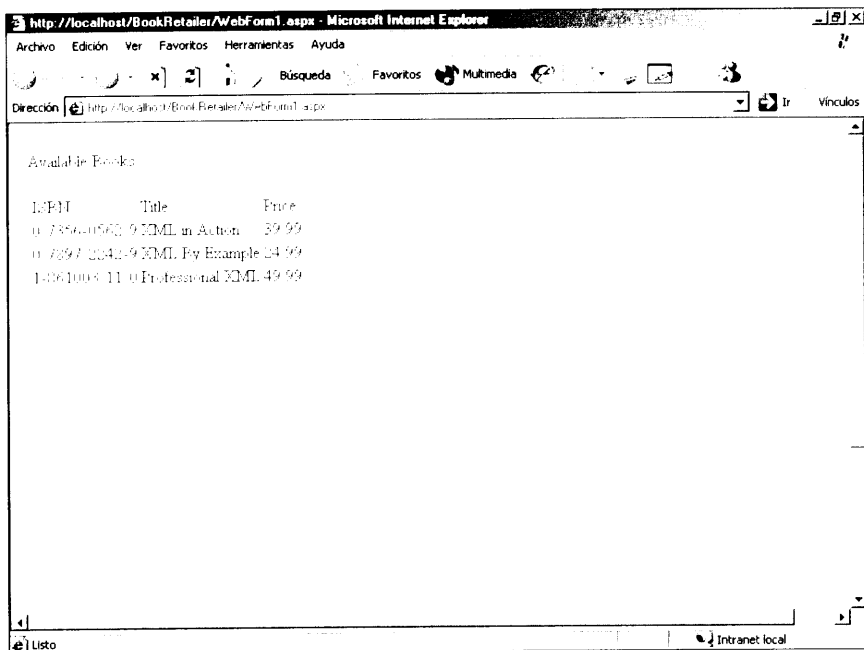 http://localhost/BookRetailer/WebForm1.aspx - Microsoft Internet Explorer
Archivo Edición Ver Favoritos Herramientas Ayuda
Búsqueda Favoritos Multimedia
Dirección http://localhost/BookRetailer/WebForm1.aspx Ir Vínculos
Available Books
ISBN Title Price
XML in Action 39.99
XML By Example 24.99
Professional XML 49.99
Listo Intranet local